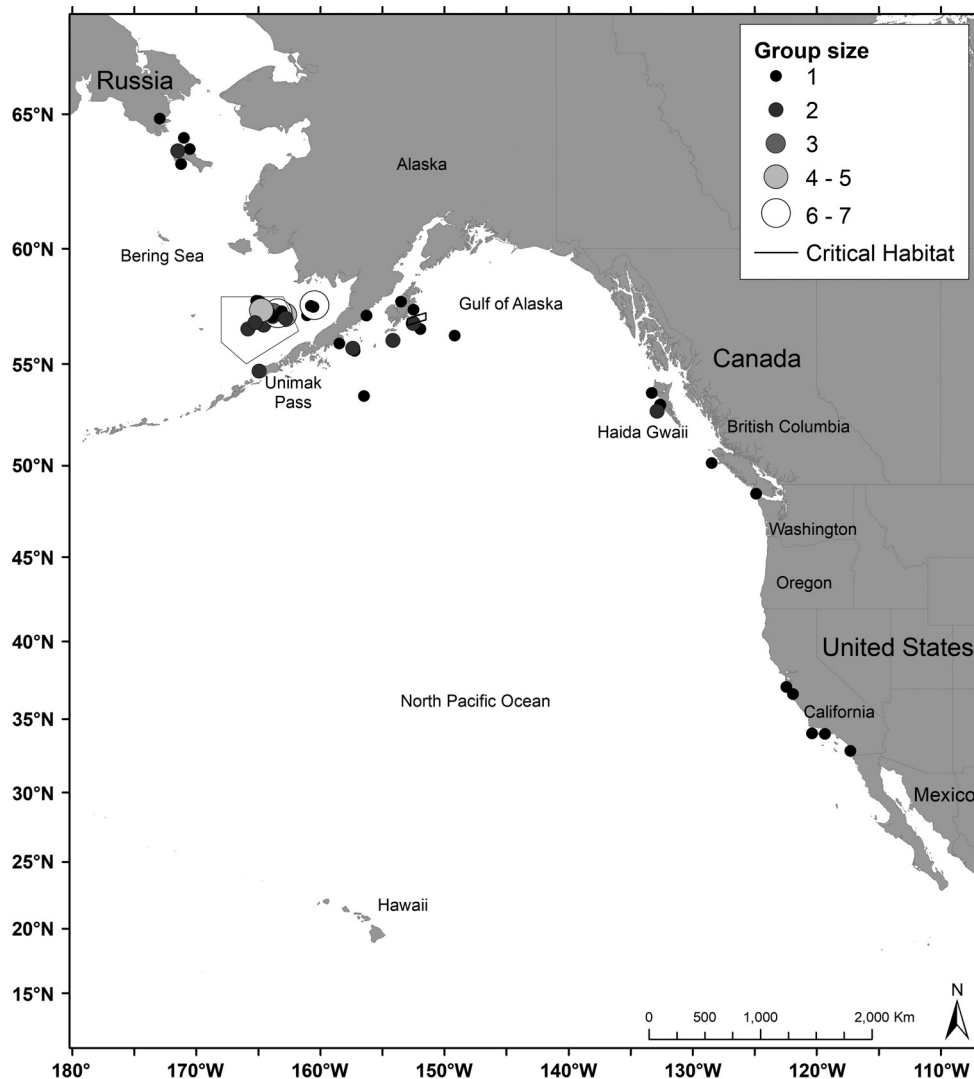 Group size
1
2
3
4 - 5
6 - 7
Critical Habitat
Russia
65°N
Alaska
60°N
Bering Sea
Gulf of Alaska
Canada
55°N
Unimak
Pass
Haida Gwaii
British Columbia
50°N
Washington
45°N
Oregon
40°N
United States
North Pacific Ocean
California
35°N
30°N
Mexico
25°N
Hawaii
20°N
15°N
N
0 500 1,000 2,000 Km
180° 170°W 160°W 150°W 140°W 130°W 120°W 110°W